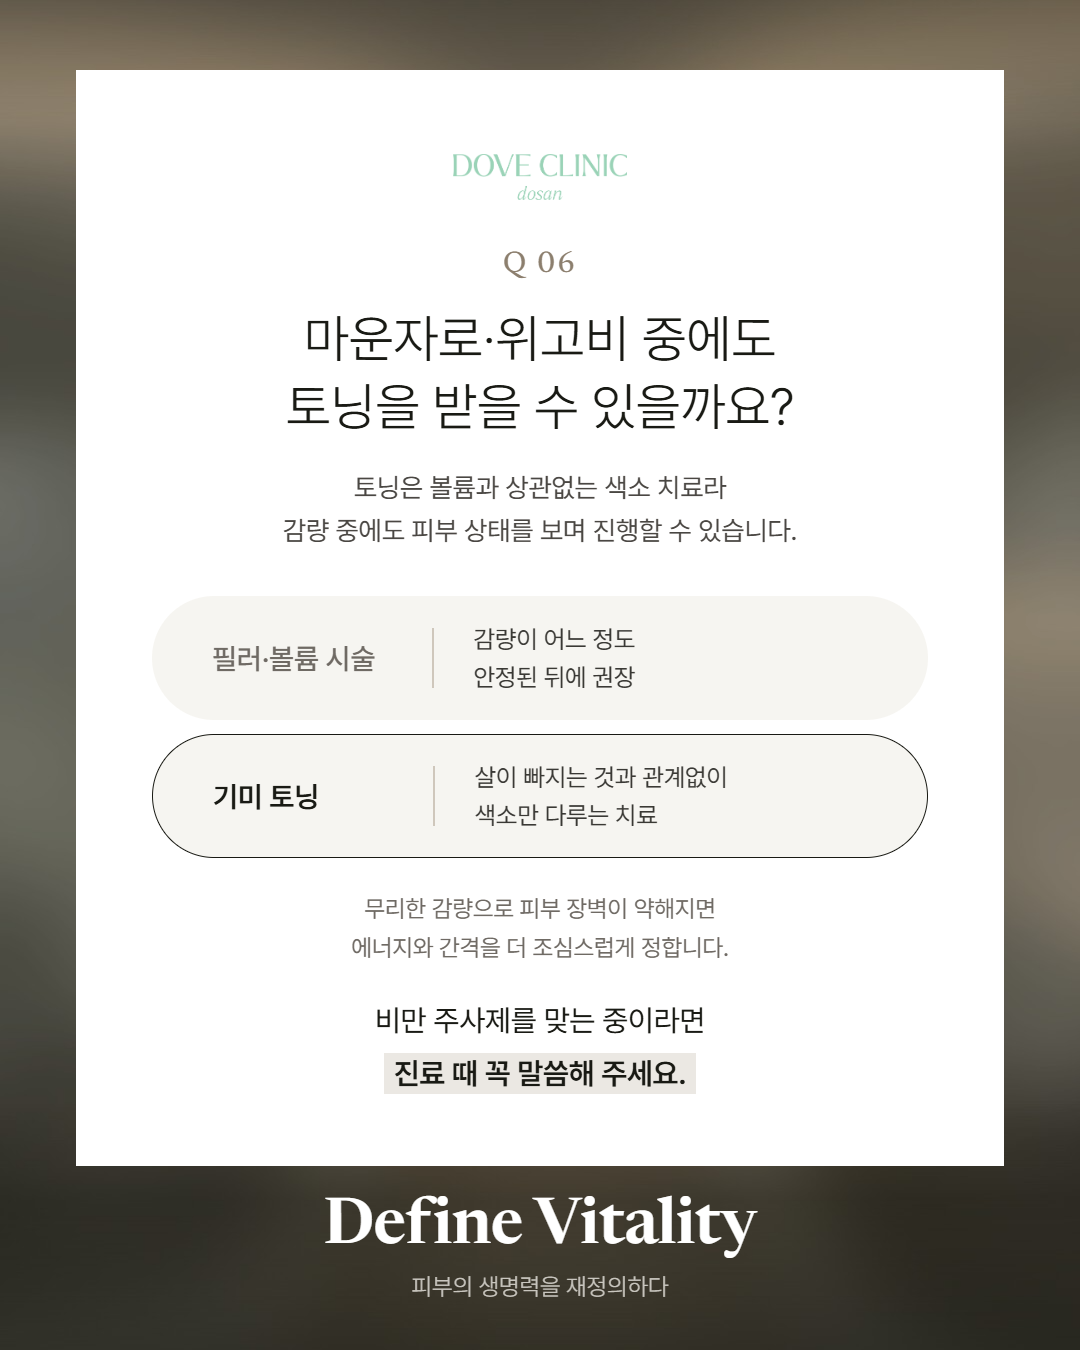 DOVE CLINIC
dosan
Q 06
마운자로·위고비 중에도
토닝을 받을 수 있을까요?
토닝은 볼륨과 상관없는 색소 치료라
감량 중에도 피부 상태를 보며 진행할 수 있습니다.
필러·볼륨 시술
감량이 어느 정도
안정된 뒤에 권장
기미 토닝
살이 빠지는 것과 관계없이
색소만 다루는 치료
무리한 감량으로 피부 장벽이 약해지면
에너지와 간격을 더 조심스럽게 정합니다.
비만 주사제를 맞는 중이라면
진료 때 꼭 말씀해 주세요.
Define Vitality
피부의 생명력을 재정의하다